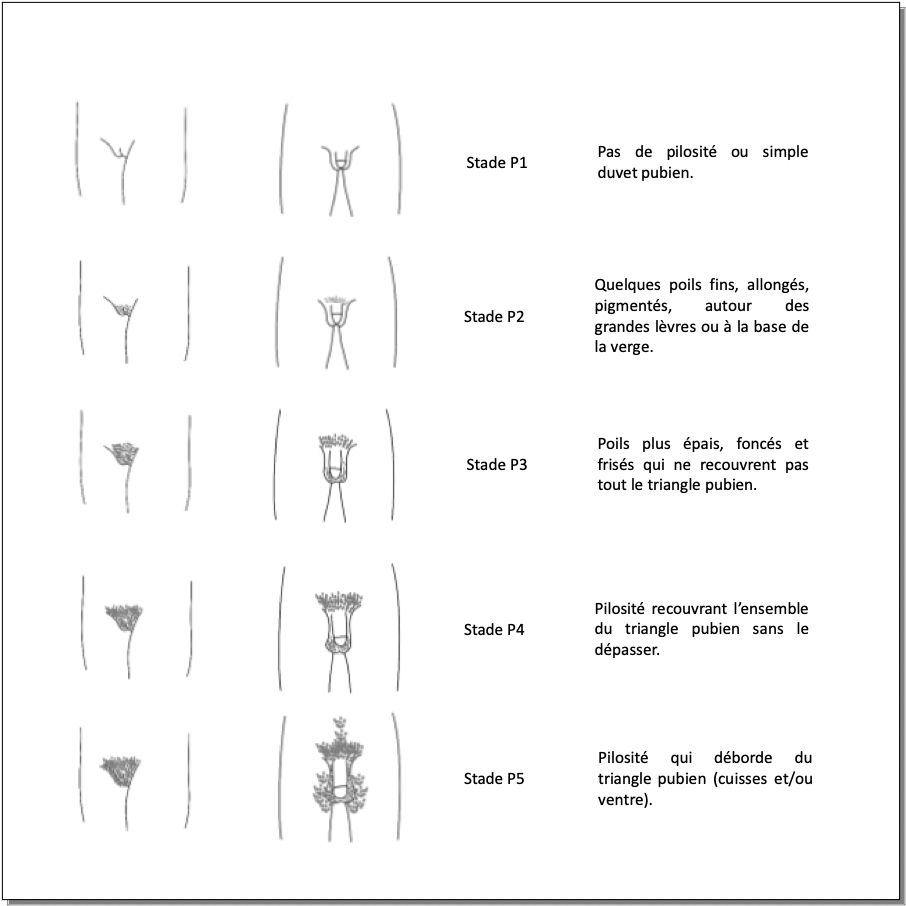 Stade P1
Pas de pilosité ou simple
duvet pubien.
Stade P2
Quelques poils fins, allongés,
pigmentés, autour des
grandes lèvres ou à la base de
la verge.
Stade P3
Poils plus épais, foncés et
frisés qui ne recouvrent pas
tout le triangle pubien.
Stade P4
Pilosité recouvrant l’ensemble
du triangle pubien sans le
dépasser.
Stade P5
Pilosité qui déborde du
triangle pubien (cuisses et/ou
ventre).